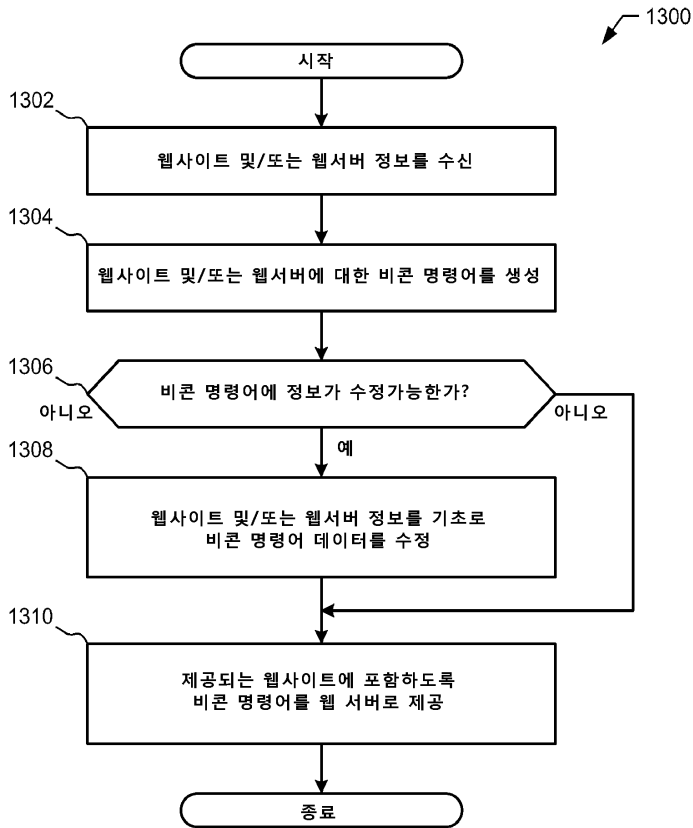 1300
시작
1302
웹사이트 및/또는 웹서버 정보를 수신
1304
웹사이트 및/또는 웹서버에 대한 비콘 명령어를 생성
1306
비콘 명령어에 정보가 수정가능한가?
아니오
아니오
예
1308
웹사이트 및/또는 웹서버 정보를 기초로
비콘 명령어 데이터를 수정
1310
제공되는 웹사이트에 포함하도록
비콘 명령어를 웹 서버로 제공
종료